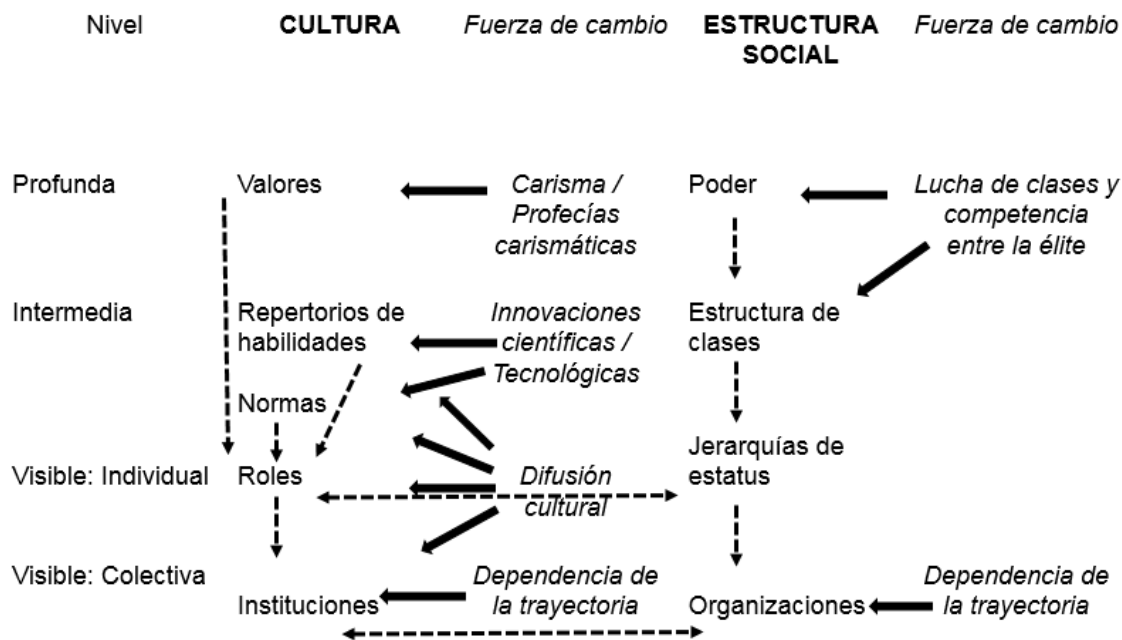 Nivel
CULTURA
Fuerza de cambio
ESTRUCTURA
SOCIAL
Fuerza de cambio
Profunda
Valores
Carisma /
Profecías
carismáticas
Poder
Lucha de clases y
competencia
entre la élite
Intermedia
Repertorios de
habilidades
Innovaciones
científicas /
Tecnológicas
Estructura de
clases
Normas
Visible: Individual
Roles
Difusión
cultural
Jerarquías de
estatus
Visible: Colectiva
Instituciones
Dependencia de
la trayectoria
Organizaciones
Dependencia de
la trayectoria